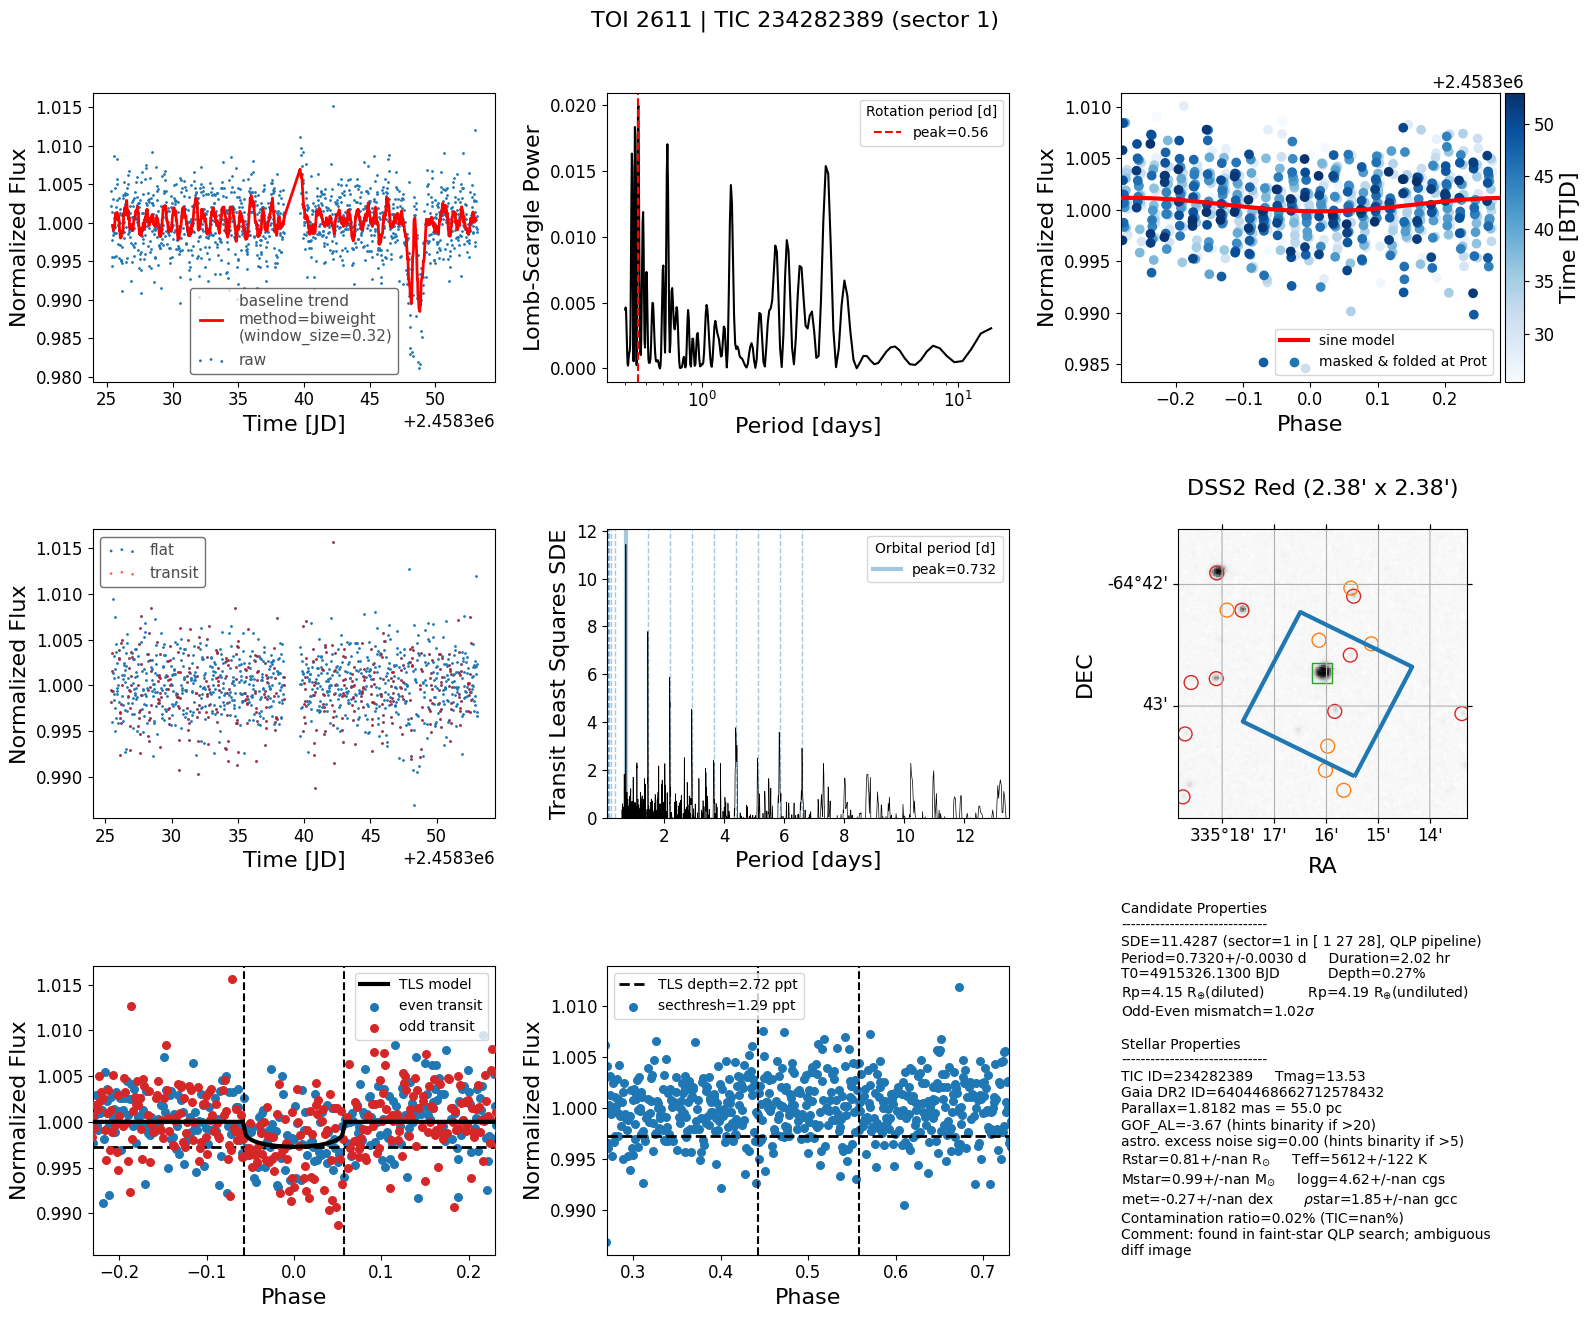 TOI 2611 | TIC 234282389 (sector 1)
Normalized Flux
1.015
1.010
1.005
1.000
0.995
0.990
0.985
0.980
baseline trend
method=biweight
(window_size=0.32)
raw
25 30 35 40 45 50
Time [JD]
+2.4583e6
Lomb-Scargle Power
0.020
0.015
0.010
0.005
0.000
Rotation period [d]
peak=0.56
10⁰ 10¹
Period [days]
+2.4583e6
Normalized Flux
1.010
1.005
1.000
0.995
0.990
0.985
sine model
masked & folded at Prot
−0.2 −0.1 0.0 0.1 0.2
Phase
50
45
40
35
30
Time [BTJD]
Normalized Flux
1.015
1.010
1.005
1.000
0.995
0.990
flat
transit
25 30 35 40 45 50
Time [JD]
+2.4583e6
Transit Least Squares SDE
12
10
8
6
4
2
0
Orbital period [d]
peak=0.732
2 4 6 8 10 12
Period [days]
DSS2 Red (2.38' x 2.38')
DEC
-64°42'
43'
335°18' 17' 16' 15' 14'
RA
Normalized Flux
1.015
1.010
1.005
1.000
0.995
0.990
TLS model
even transit
odd transit
−0.2 −0.1 0.0 0.1 0.2
Phase
Normalized Flux
1.010
1.005
1.000
0.995
0.990
TLS depth=2.72 ppt
secthresh=1.29 ppt
0.3 0.4 0.5 0.6 0.7
Phase
Candidate Properties
------------------------------
SDE=11.4287 (sector=1 in [ 1 27 28], QLP pipeline)
Period=0.7320+/-0.0030 d Duration=2.02 hr
T0=4915326.1300 BJD Depth=0.27%
Rp=4.15 R⊕(diluted) Rp=4.19 R⊕(undiluted)
Odd-Even mismatch=1.02σ
Stellar Properties
------------------------------
TIC ID=234282389 Tmag=13.53
Gaia DR2 ID=6404468662712578432
Parallax=1.8182 mas = 55.0 pc
GOF_AL=-3.67 (hints binarity if >20)
astro. excess noise sig=0.00 (hints binarity if >5)
Rstar=0.81+/-nan R⊙ Teff=5612+/-122 K
Mstar=0.99+/-nan M⊙ logg=4.62+/-nan cgs
met=-0.27+/-nan dex ρstar=1.85+/-nan gcc
Contamination ratio=0.02% (TIC=nan%)
Comment: found in faint-star QLP search; ambiguous
diff image